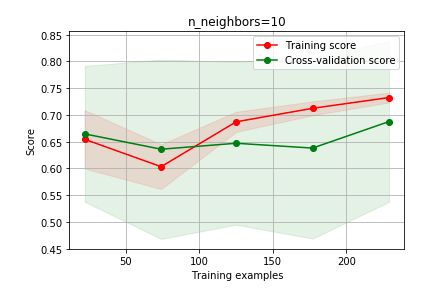 n_neighbors=10
Training score
Cross-validation score
0.85
0.80
0.75
0.70
0.65
0.60
0.55
0.50
0.45
Score
50
100
150
200
Training examples